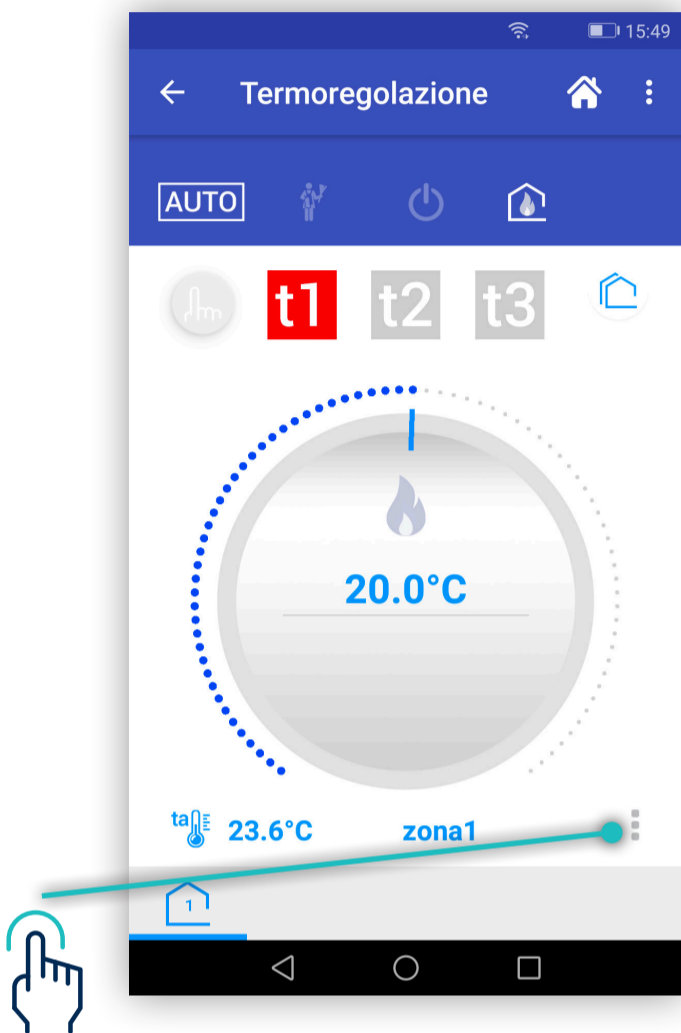 15:49
Termoregolazione
AUTO
t1 t2 t3
20.0°C
ta 23.6°C zona1
1